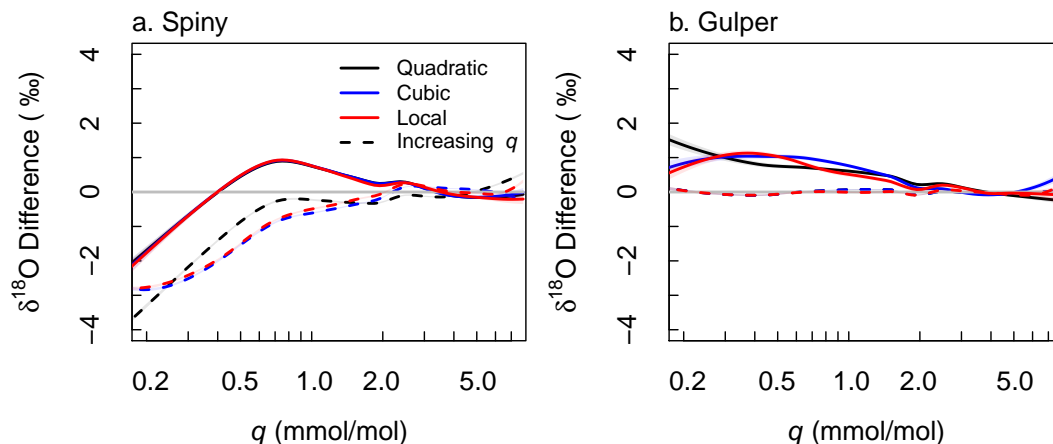 a. Spiny
b. Gulper
δ18O Difference ( ‰)
4
2
0
−2
−4
Quadratic
Cubic
Local
Increasing q
0.2 0.5 1.0 2.0 5.0
q (mmol/mol)
δ18O Difference ( ‰)
4
2
0
−2
−4
0.2 0.5 1.0 2.0 5.0
q (mmol/mol)